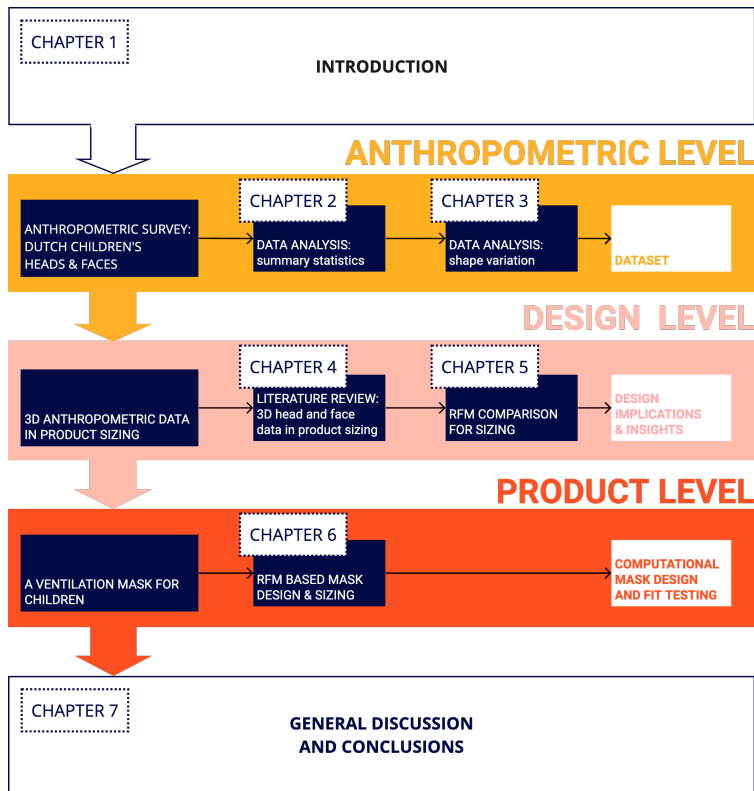 CHAPTER 1
INTRODUCTION
ANTHROPOMETRIC LEVEL
ANTHROPOMETRIC SURVEY:
DUTCH CHILDREN'S
HEADS & FACES
CHAPTER 2
DATA ANALYSIS:
summary statistics
CHAPTER 3
DATA ANALYSIS:
shape variation
DATASET
DESIGN LEVEL
3D ANTHROPOMETRIC DATA
IN PRODUCT SIZING
CHAPTER 4
LITERATURE REVIEW:
3D head and face
data in product sizing
CHAPTER 5
RFM COMPARISON
FOR SIZING
DESIGN
IMPLICATIONS
& INSIGHTS
PRODUCT LEVEL
A VENTILATION MASK FOR
CHILDREN
CHAPTER 6
RFM BASED MASK
DESIGN & SIZING
COMPUTATIONAL
MASK DESIGN
AND FIT TESTING
CHAPTER 7
GENERAL DISCUSSION
AND CONCLUSIONS